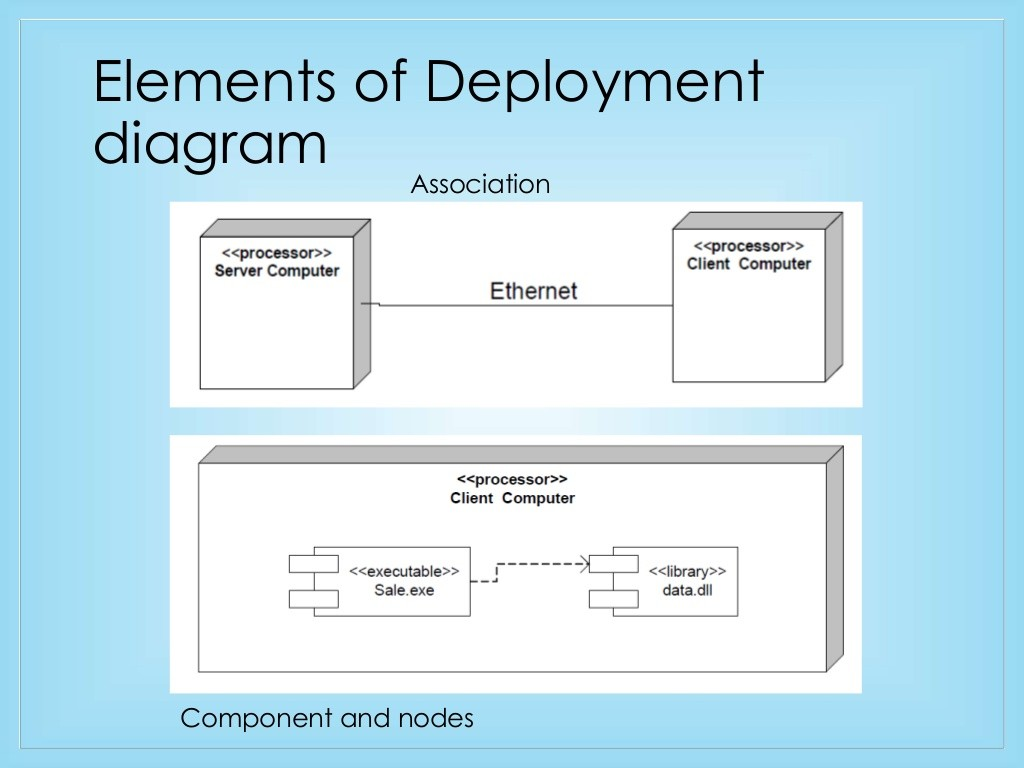 Elements of Deployment
diagram
Association
<<processor>>
Server Computer
<<processor>>
Client Computer
Ethernet
<<processor>>
Client Computer
<<executable>>
Sale.exe
<<library>>
data.dll
Component and nodes